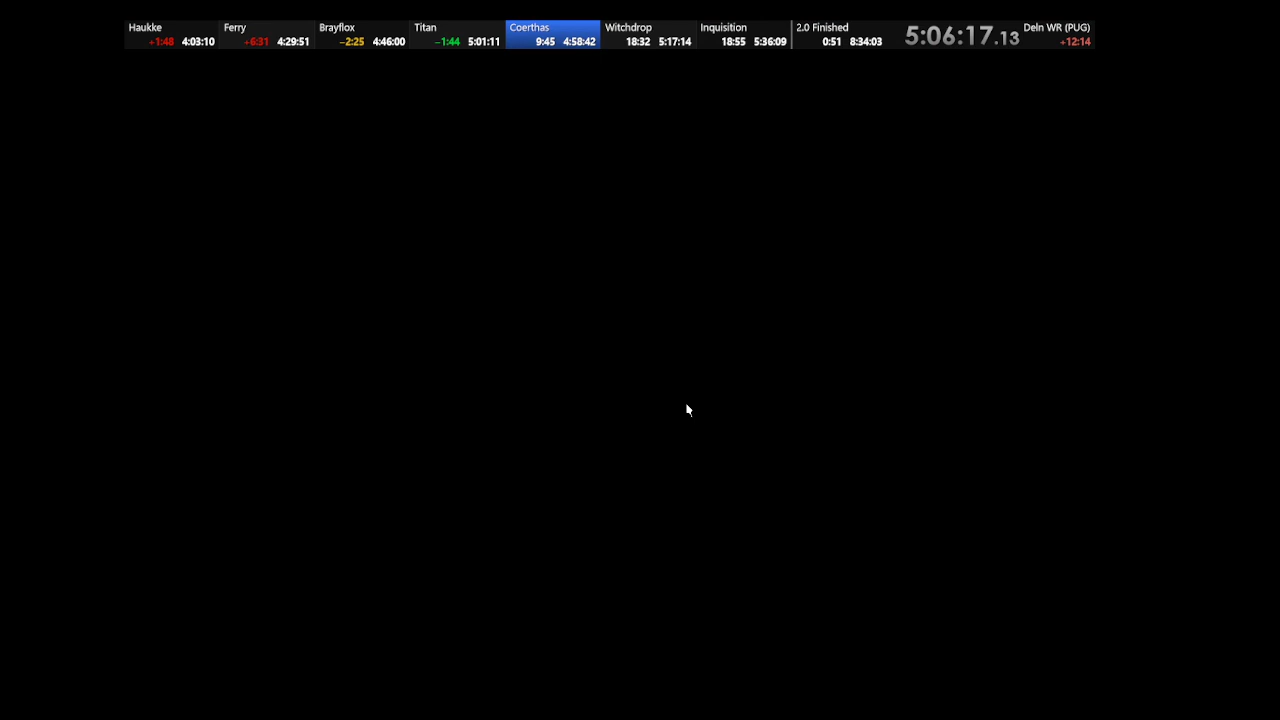 Haukke Ferry Brayflox Titan Coerthas Witchdrop Inquisition 2.0 Finished 5:06:17.13 Deln WR (PUG)
+1:48 4:03:10 +6:31 4:29:51 −2:25 4:46:00 −1:44 5:01:11 9:45 4:58:42 18:32 5:17:14 18:55 5:36:09 0:51 8:34:03 +12:14